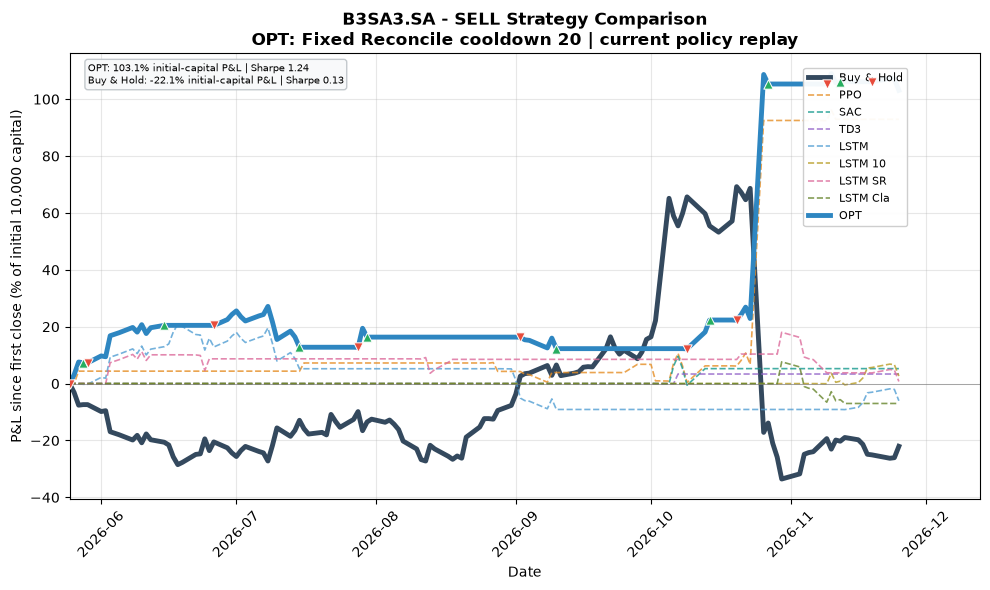 B3SA3.SA - SELL Strategy Comparison
OPT: Fixed Reconcile cooldown 20 | current policy replay
OPT: 103.1% initial-capital P&L | Sharpe 1.24
Buy & Hold: -22.1% initial-capital P&L | Sharpe 0.13
Buy & Hold
PPO
SAC
TD3
LSTM
LSTM 10
LSTM SR
LSTM Cla
OPT
P&L since first close (% of initial 10,000 capital)
100
80
60
40
20
0
−20
−40
2026-06
2026-07
2026-08
2026-09
2026-10
2026-11
2026-12
Date